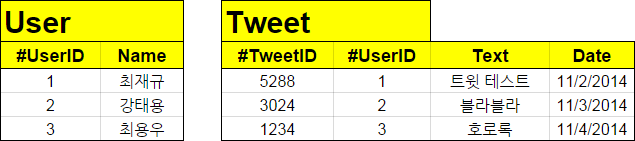 User Tweet
#UserID Name #TweetID #UserID Text Date
1 최재규 5288 1 트윗 테스트 11/2/2014
2 강태용 3024 2 블라블라 11/3/2014
3 최용우 1234 3 호로록 11/4/2014